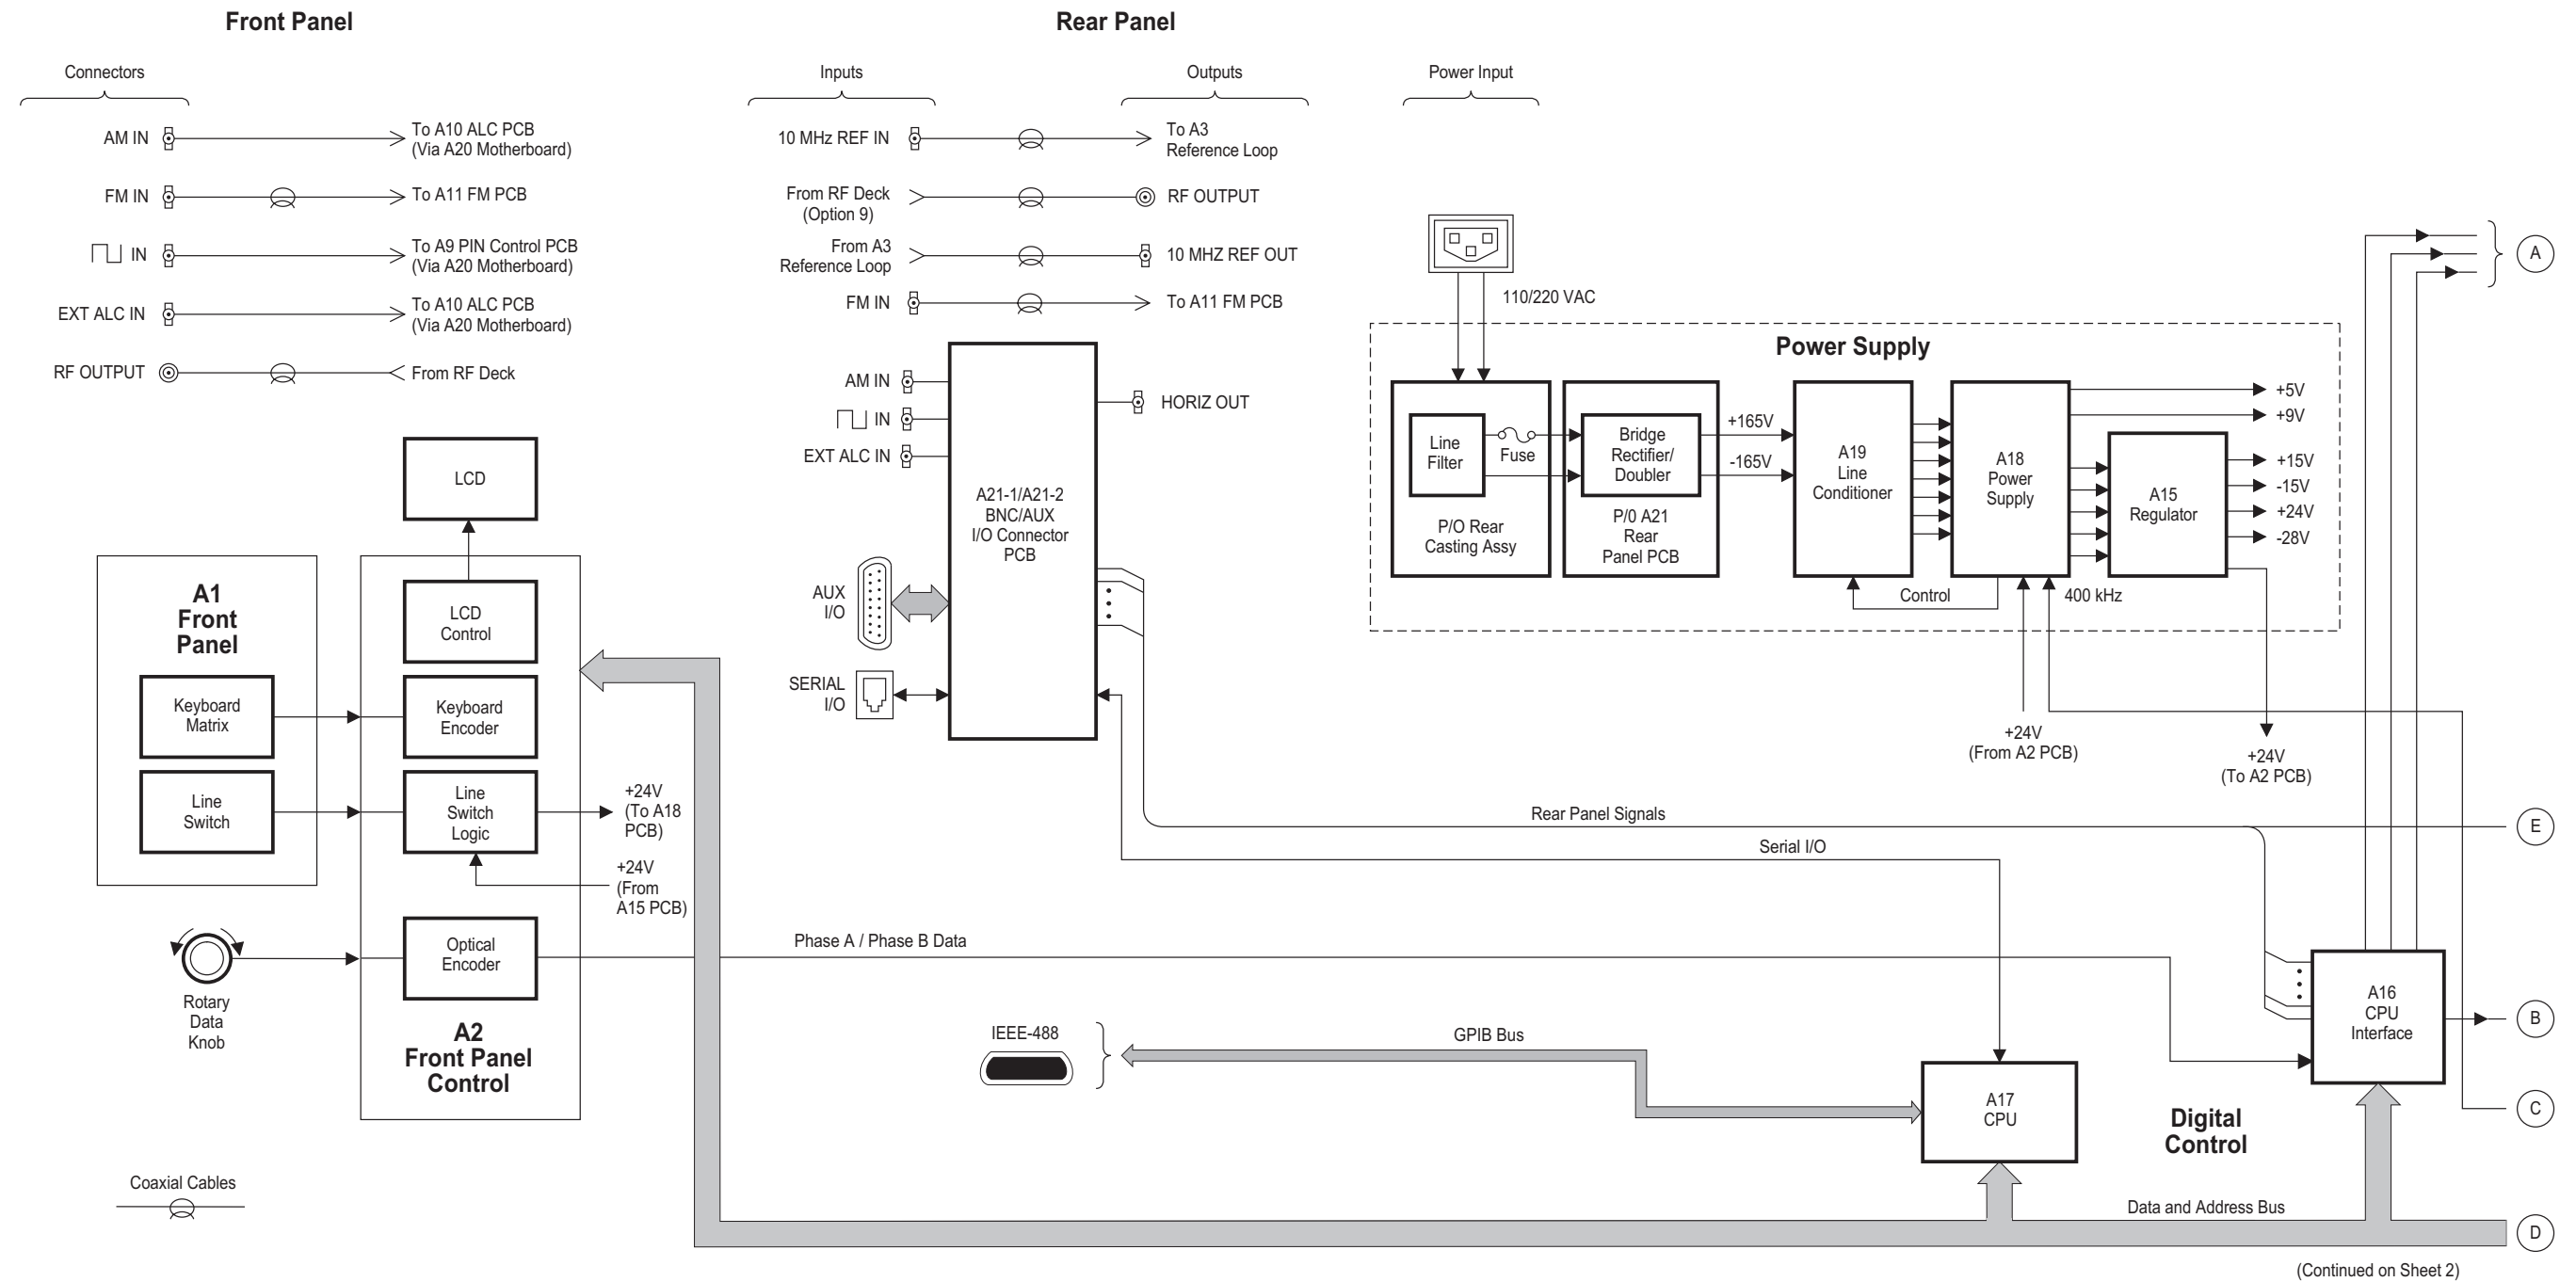 Front Panel
Rear Panel
Connectors
Inputs
Outputs
Power Input
AM IN
To A10 ALC PCB
(Via A20 Motherboard)
FM IN
To A11 FM PCB
IN
To A9 PIN Control PCB
(Via A20 Motherboard)
EXT ALC IN
To A10 ALC PCB
(Via A20 Motherboard)
RF OUTPUT
From RF Deck
10 MHz REF IN
To A3
Reference Loop
From RF Deck
(Option 9)
RF OUTPUT
From A3
Reference Loop
10 MHZ REF OUT
FM IN
To A11 FM PCB
AM IN
IN
EXT ALC IN
HORIZ OUT
A21-1/A21-2
BNC/AUX
I/O Connector
PCB
AUX
I/O
SERIAL
I/O
110/220 VAC
Power Supply
Line
Filter
Fuse
P/O Rear
Casting Assy
Bridge
Rectifier/
Doubler
P/0 A21
Rear
Panel PCB
+165V
-165V
A19
Line
Conditioner
A18
Power
Supply
A15
Regulator
+5V
+9V
+15V
-15V
+24V
-28V
Control
400 kHz
+24V
(From A2 PCB)
+24V
(To A2 PCB)
A
LCD
A1
Front
Panel
LCD
Control
Keyboard
Matrix
Keyboard
Encoder
Line
Switch
Line
Switch
Logic
+24V
(To A18
PCB)
+24V
(From
A15 PCB)
Optical
Encoder
Rotary
Data
Knob
A2
Front Panel
Control
Rear Panel Signals
E
Serial I/O
Phase A / Phase B Data
IEEE-488
GPIB Bus
A16
CPU
Interface
B
A17
CPU
C
Digital
Control
Coaxial Cables
Data and Address Bus
D
(Continued on Sheet 2)